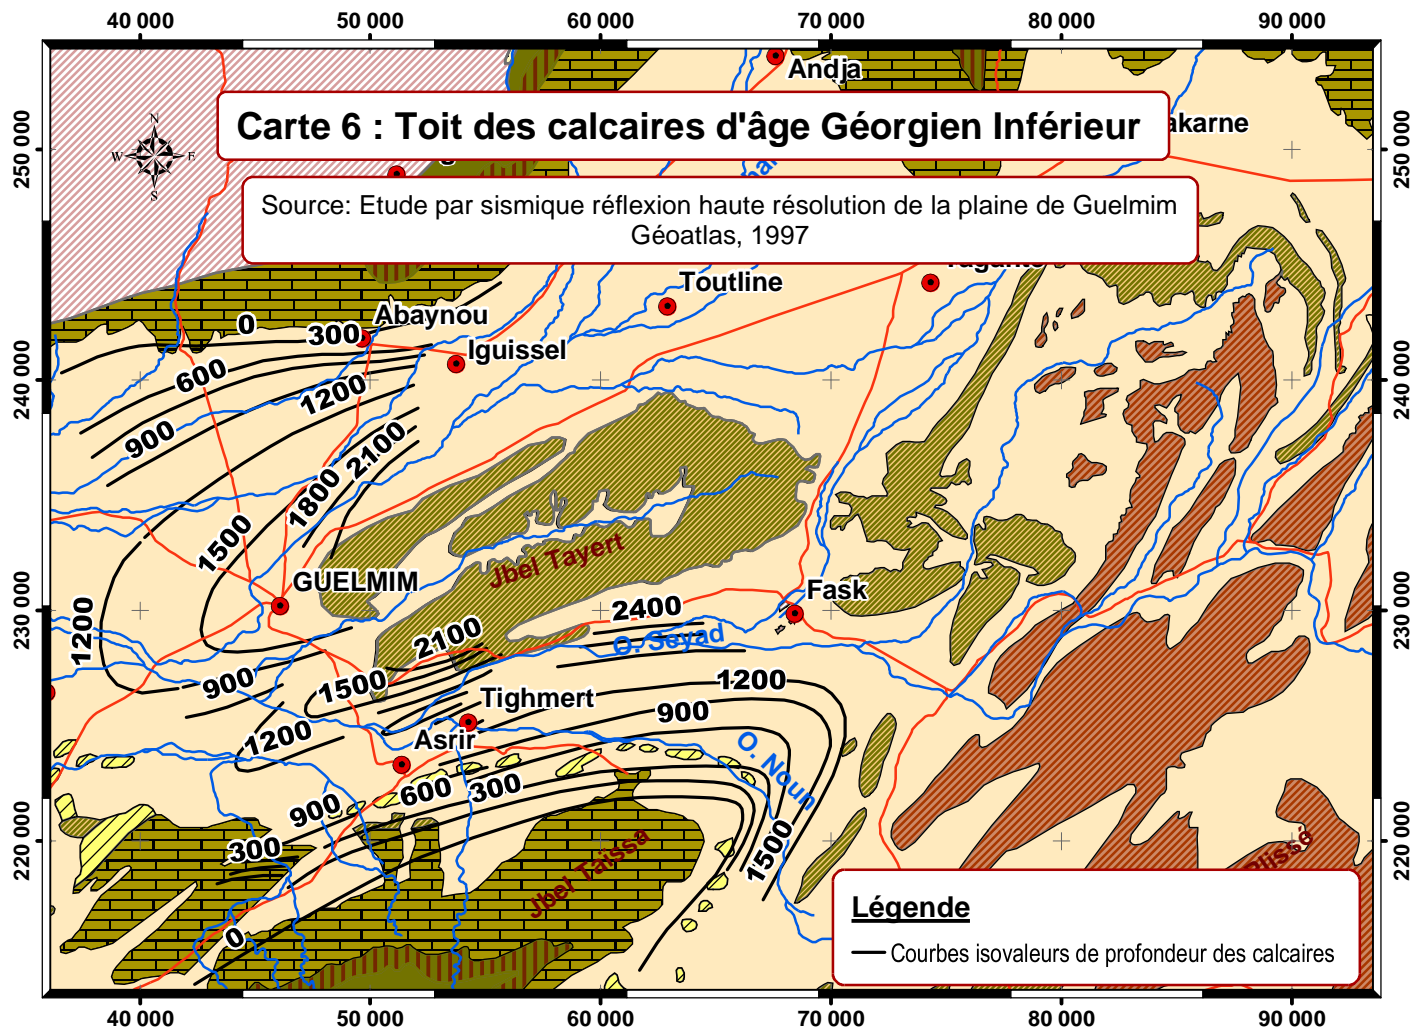 40 000 50 000 60 000 70 000 80 000 90 000
Andja
Carte 6 : Toit des calcaires d'âge Géorgien Inférieur
akarne
250 000 250 000
N
W E
S
Source: Etude par sismique réflexion haute résolution de la plaine de Guelmim
Géoatlas, 1997
Toutline
Abaynou
0 300
Iguissel
240 000 240 000
600
1200
900
2100
1800
1500
Jbel Tayert
GUELMIM
Fask
2400
230 000 230 000
1200
2100
O. Seyad
900
1500
1200
Tighmert
900
1200
Asrir
O. Noun
600 300
900
300
1500
220 000 220 000
Jbel Taïssa
0
Légende
Courbes isovaleurs de profondeur des calcaires
40 000 50 000 60 000 70 000 80 000 90 000